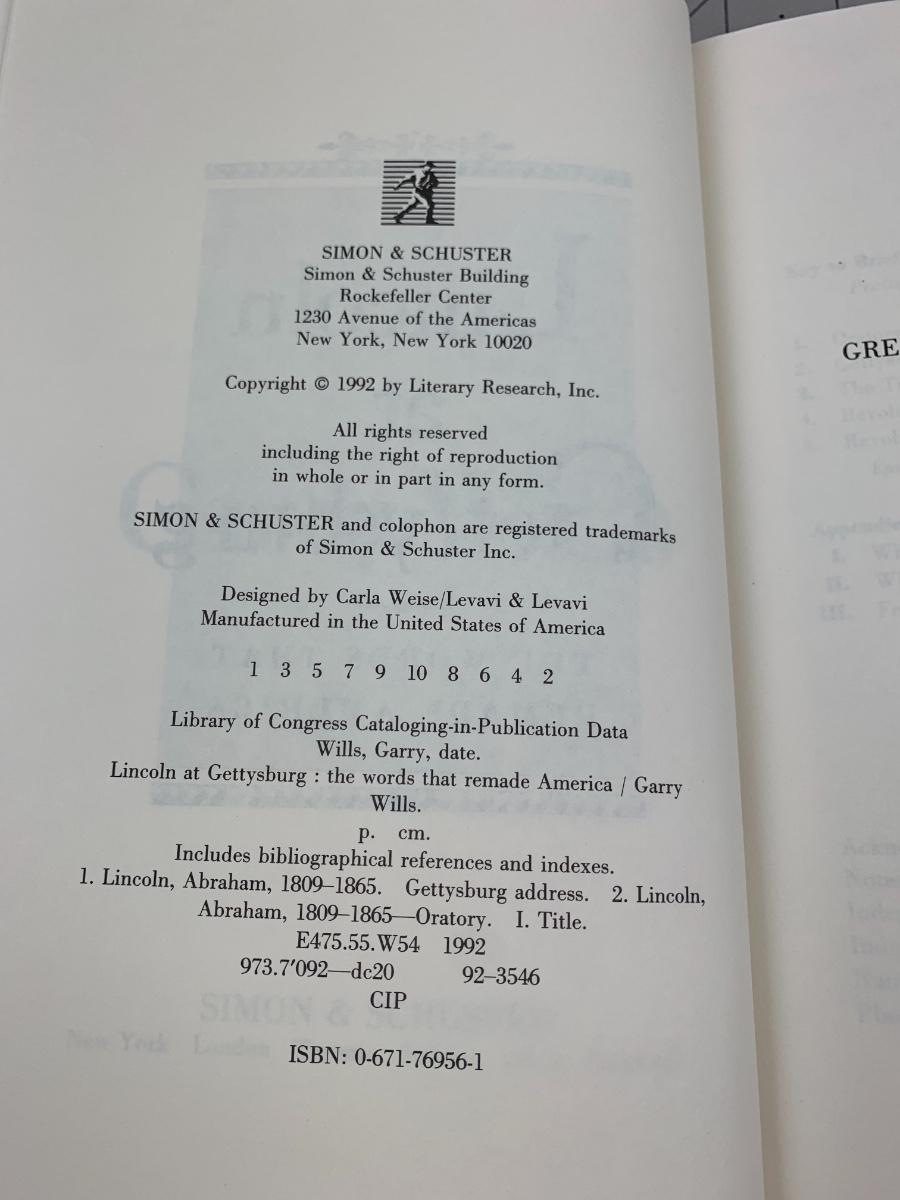 SIMON & SCHUSTER
Simon & Schuster Building
Rockefeller Center
1230 Avenue of the Americas
New York, New York 10020
Copyright © 1992 by Literary Research, Inc.
All rights reserved
including the right of reproduction
in whole or in part in any form.
SIMON & SCHUSTER and colophon are registered trademarks
of Simon & Schuster Inc.
Designed by Carla Weise/Levavi & Levavi
Manufactured in the United States of America
1 3 5 7 9 10 8 6 4 2
Library of Congress Cataloging-in-Publication Data
Wills, Garry, date.
Lincoln at Gettysburg : the words that remade America / Garry
Wills.
p. cm.
Includes bibliographical references and indexes.
1. Lincoln, Abraham, 1809–1865. Gettysburg address. 2. Lincoln,
Abraham, 1809–1865—Oratory. I. Title.
E475.55.W54 1992
973.7′092—dc20 92–3546
CIP
ISBN: 0-671-76956-1
GRE